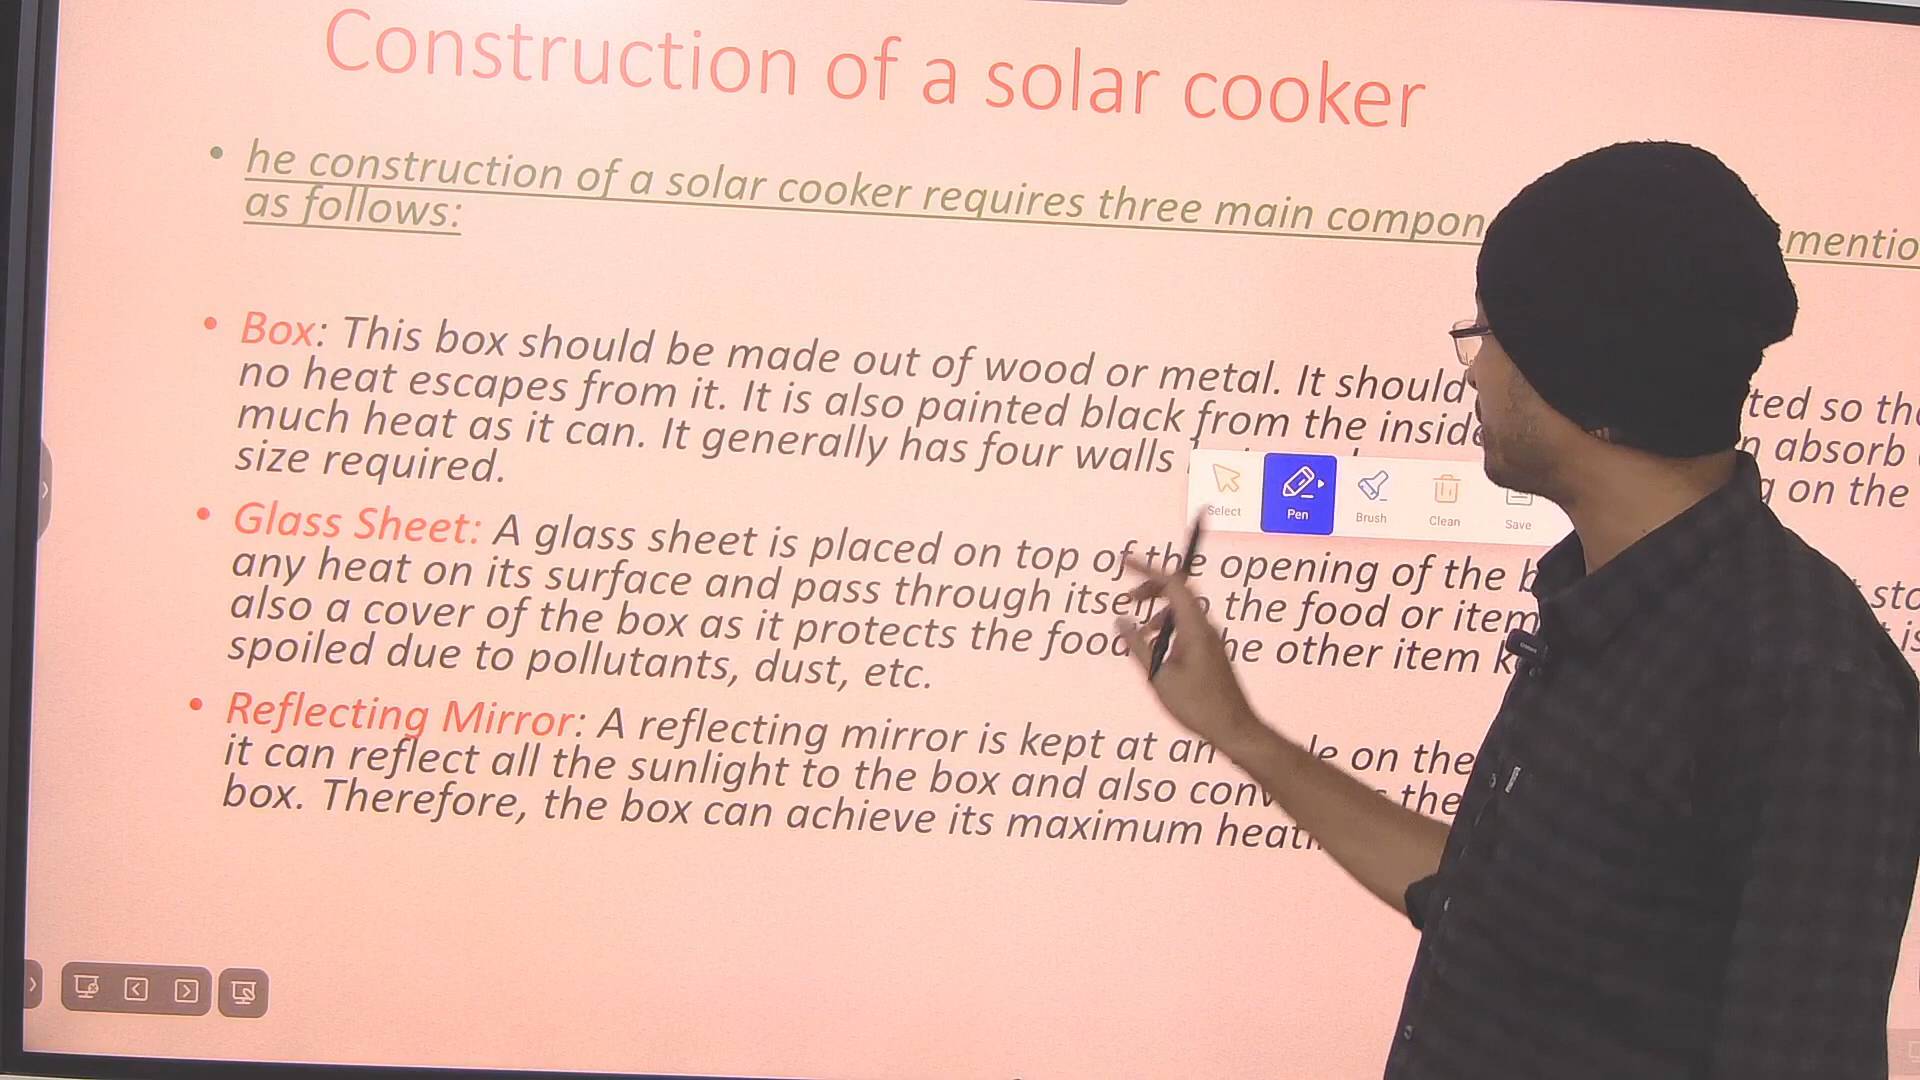 Construction of a solar cooker
• he construction of a solar cooker requires three main compon mentio
as follows:
• Box: This box should be made out of wood or metal. It should ted so tha
no heat escapes from it. It is also painted black from the inside absorb
much heat as it can. It generally has four walls on the
size required.
• Glass Sheet: A glass sheet is placed on top of the opening of the b sto
any heat on its surface and pass through itself to the food or item is
also a cover of the box as it protects the food the other item k
spoiled due to pollutants, dust, etc.
• Reflecting Mirror: A reflecting mirror is kept at an on the
it can reflect all the sunlight to the box and also conv the
box. Therefore, the box can achieve its maximum heati
Select Pen Brush Clean Save